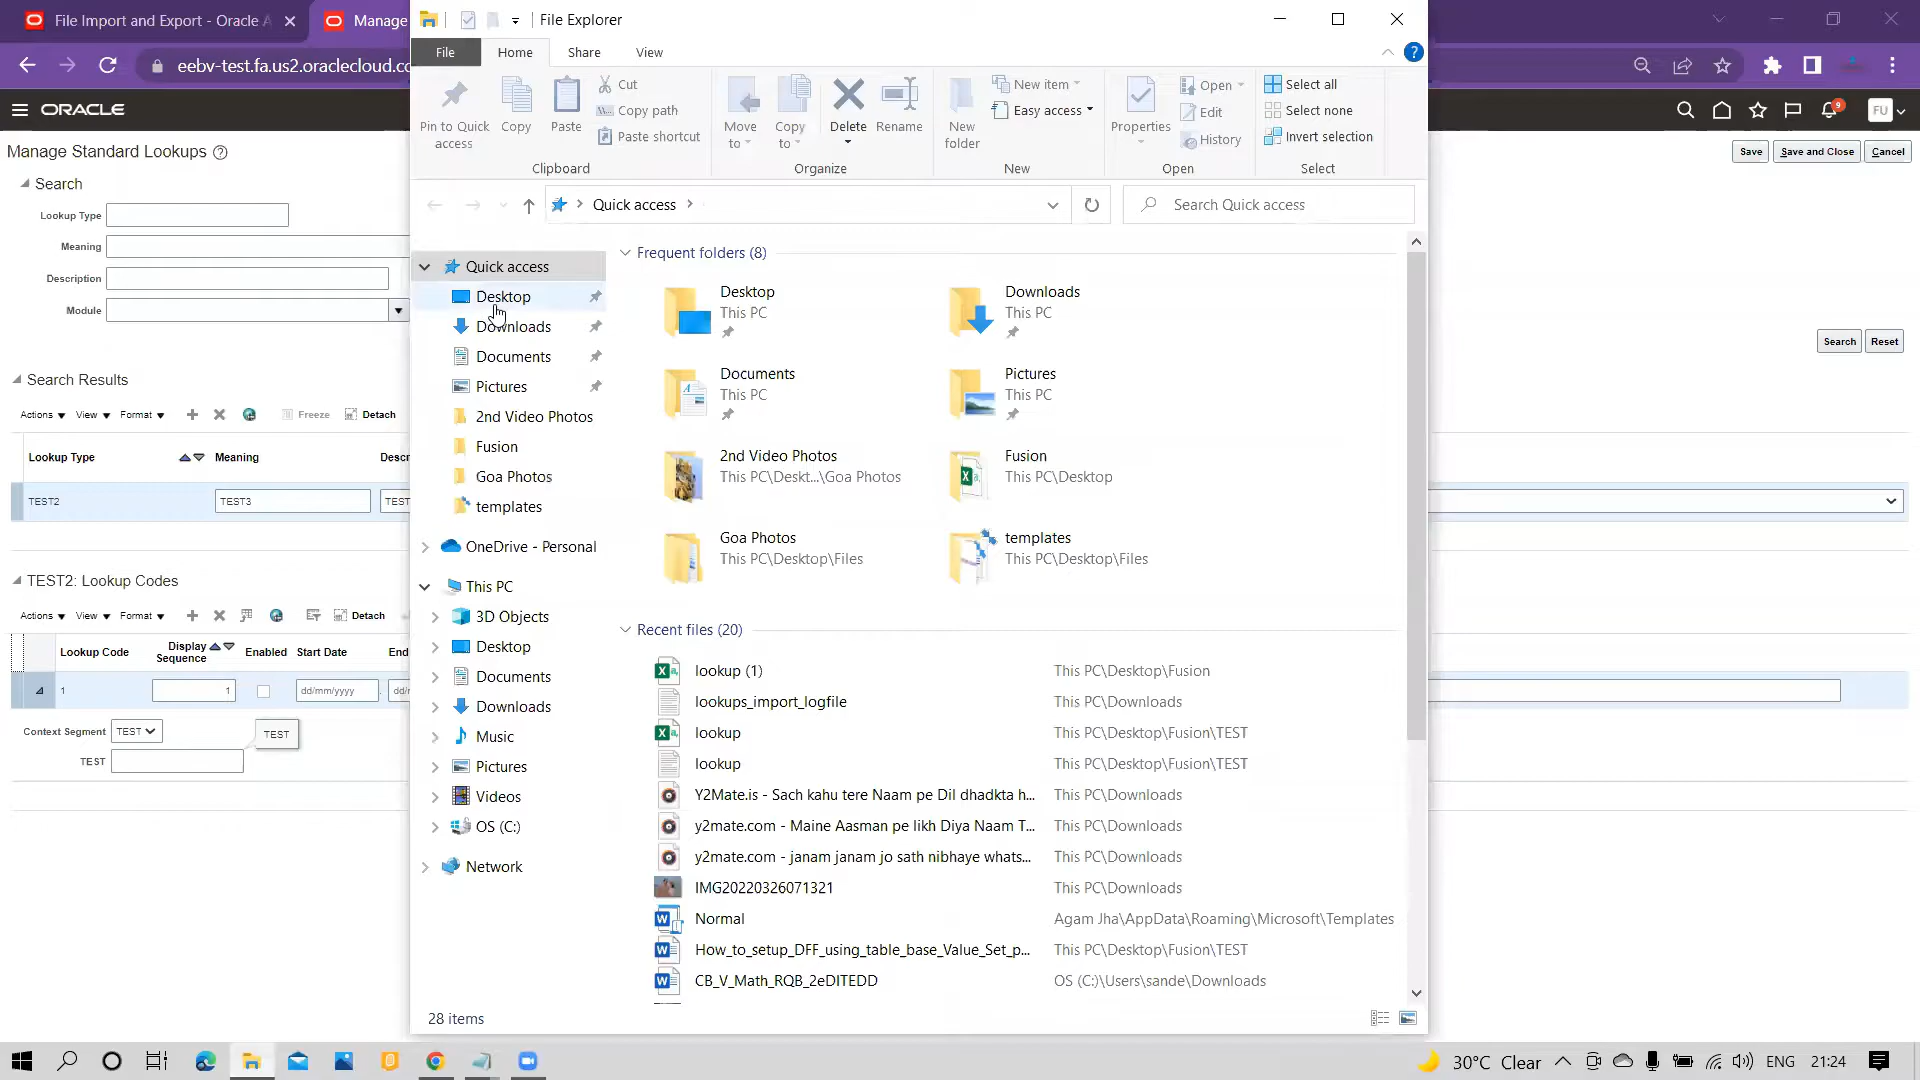 File Import and Export - Oracle A
Manage
File Explorer
File
Home
Share
View
eebv-test.fa.us2.oraclecloud.co
Pin to Quick access
Copy
Paste
Cut
Copy path
Paste shortcut
Move to
Copy to
Delete
Rename
New folder
New item
Easy access
Properties
Open
Edit
History
Select all
Select none
Invert selection
Clipboard
Organize
New
Open
Select
ORACLE
FU
9
Manage Standard Lookups
Save
Save and Close
Cancel
Search
Lookup Type
Meaning
Description
Module
Search
Reset
Search Results
Actions
View
Format
Freeze
Detach
Lookup Type
Meaning
Descr
TEST2
TEST3
TEST
TEST2: Lookup Codes
Actions
View
Format
Detach
Lookup Code
Display Sequence
Enabled
Start Date
End
1
1
dd/mm/yyyy
dd/r
Context Segment
TEST
TEST
TEST
Quick access
Search Quick access
Quick access
Desktop
Downloads
Documents
Pictures
2nd Video Photos
Fusion
Goa Photos
templates
OneDrive - Personal
This PC
3D Objects
Desktop
Documents
Downloads
Music
Pictures
Videos
OS (C:)
Network
Frequent folders (8)
Desktop
This PC
Downloads
This PC
Documents
This PC
Pictures
This PC
2nd Video Photos
This PC\Deskt...\Goa Photos
Fusion
This PC\Desktop
Goa Photos
This PC\Desktop\Files
templates
This PC\Desktop\Files
Recent files (20)
lookup (1)
This PC\Desktop\Fusion
lookups_import_logfile
This PC\Downloads
lookup
This PC\Desktop\Fusion\TEST
lookup
This PC\Desktop\Fusion\TEST
Y2Mate.is - Sach kahu tere Naam pe Dil dhadkta h...
This PC\Downloads
y2mate.com - Maine Aasman pe likh Diya Naam T...
This PC\Downloads
y2mate.com - janam janam jo sath nibhaye whats...
This PC\Downloads
IMG20220326071321
This PC\Downloads
Normal
Agam Jha\AppData\Roaming\Microsoft\Templates
How_to_setup_DFF_using_table_base_Value_Set_p...
This PC\Desktop\Fusion\TEST
CB_V_Math_RQB_2eDITEDD
OS (C:)\Users\sande\Downloads
28 items
30°C Clear
ENG
21:24